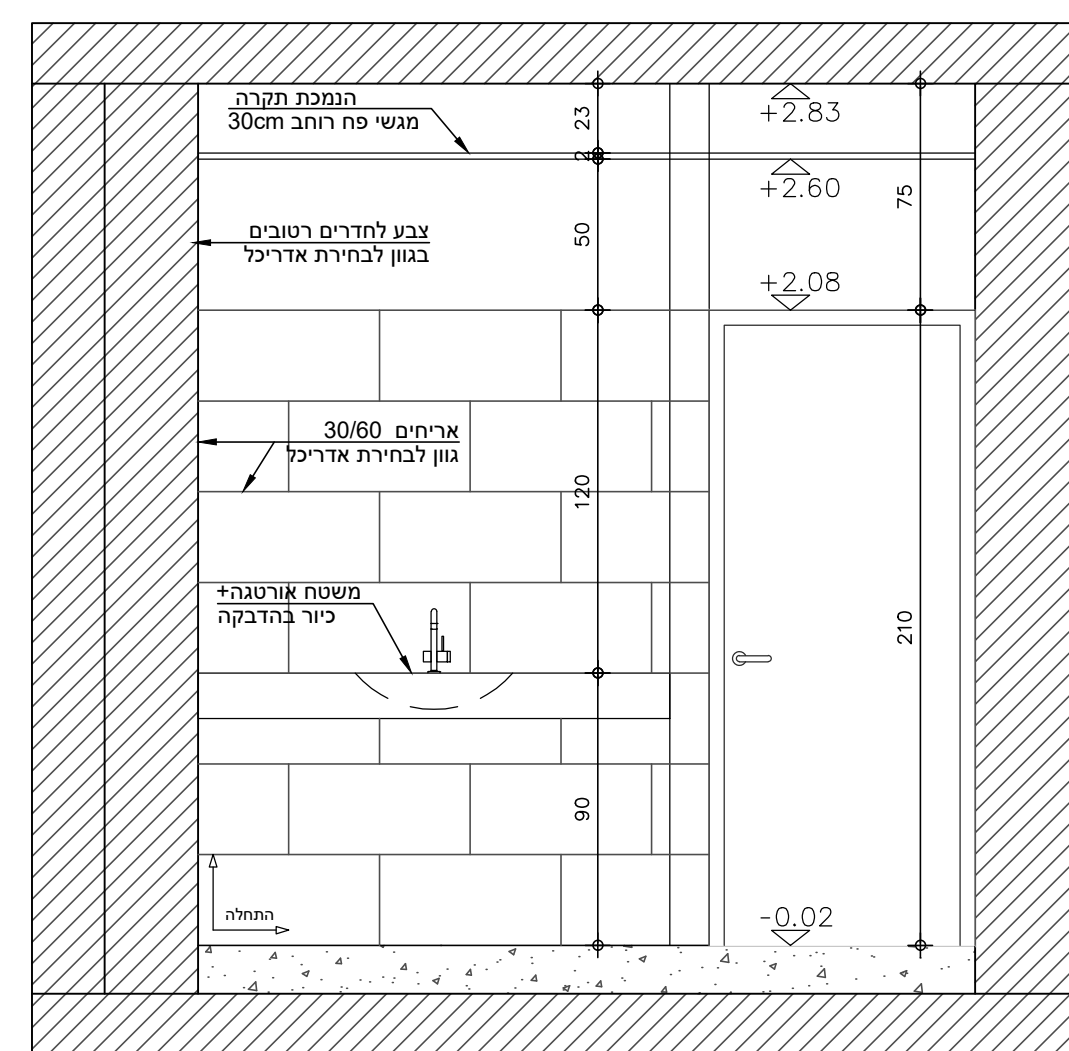 הנמכת תקרה
מגשי פח רוחב 30cm
23
+2.83
2
+2.60
75
צבע לחדרים רטובים
בגוון לבחירת אדריכל
50
+2.08
אריחים 30/60
גוון לבחירת אדריכל
120
משטח אורטגה+
כיור בהדבקה
210
90
התחלה
-0.02